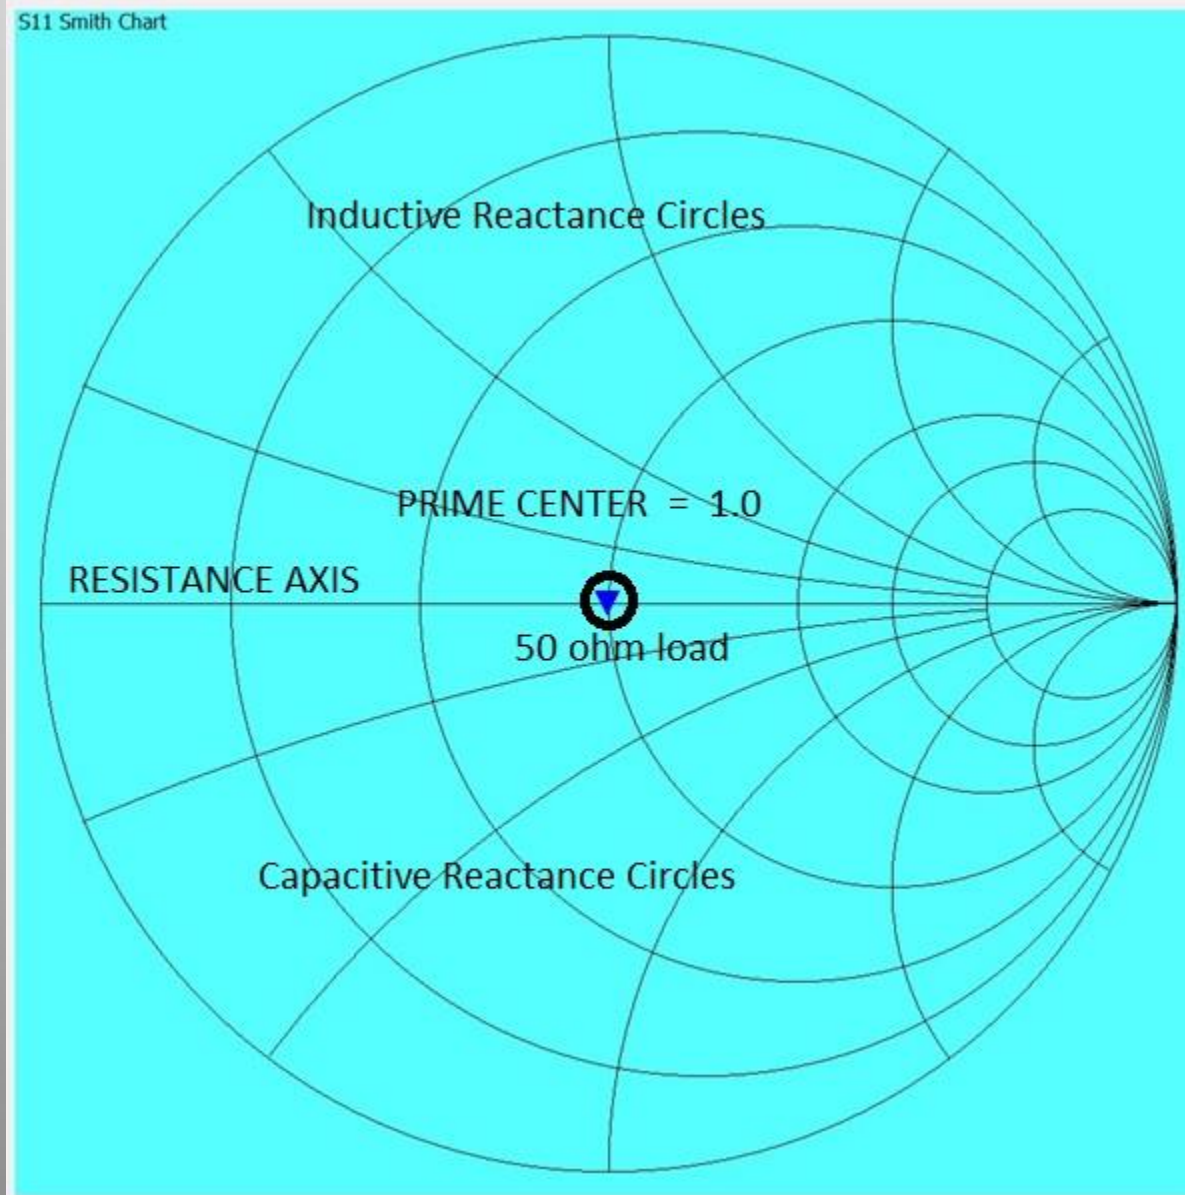 S11 Smith Chart
Inductive Reactance Circles
PRIME CENTER = 1.0
RESISTANCE AXIS
50 ohm load
Capacitive Reactance Circles